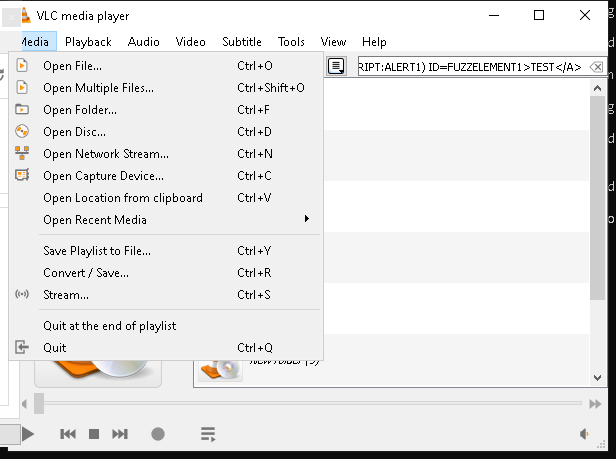 VLC media player
Media Playback Audio Video Subtitle Tools View Help
RIPT:ALERT1) ID=FUZZELEMENT1>TEST</A>
Open File... Ctrl+O
Open Multiple Files... Ctrl+Shift+O
Open Folder... Ctrl+F
Open Disc... Ctrl+D
Open Network Stream... Ctrl+N
Open Capture Device... Ctrl+C
Open Location from clipboard Ctrl+V
Open Recent Media
Save Playlist to File... Ctrl+Y
Convert / Save... Ctrl+R
Stream... Ctrl+S
Quit at the end of playlist
Quit Ctrl+Q
New folder (3)